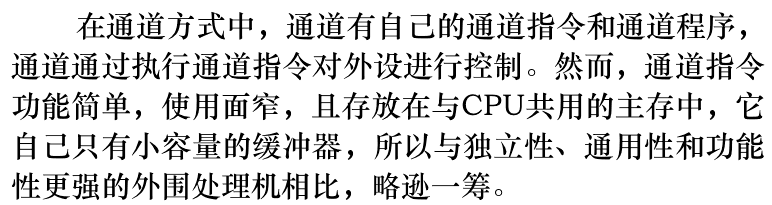 在通道方式中，通道有自己的通道指令和通道程序，
通道通过执行通道指令对外设进行控制。然而，通道指令
功能简单，使用面窄，且存放在与CPU共用的主存中，它
自己只有小容量的缓冲器，所以与独立性、通用性和功能
性更强的外围处理机相比，略逊一筹。